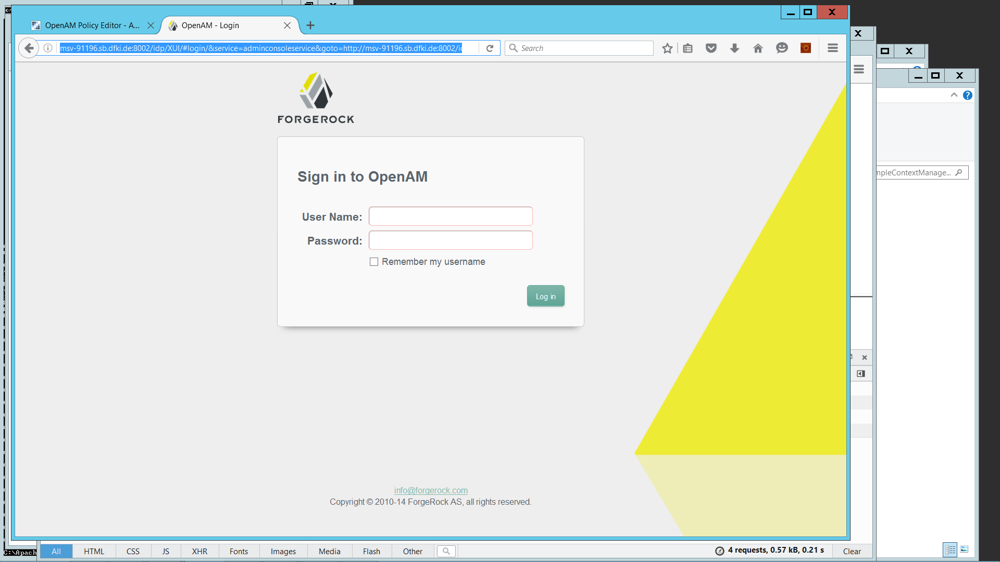 OpenAM Policy Editor - A...
OpenAM - Login
msv-91196.sb.dfki.de:8002/idp/XUI/#login/&service=adminconsoleservice&goto=http://msv-91196.sb.dfki.de:8002/i
Search
FORGEROCK
Sign in to OpenAM
User Name:
Password:
Remember my username
Log in
mpleContextManage...
info@forgerock.com
Copyright © 2010-14 ForgeRock AS, all rights reserved.
C:\Apach
All
HTML
CSS
JS
XHR
Fonts
Images
Media
Flash
Other
4 requests, 0.57 kB, 0.21 s
Clear